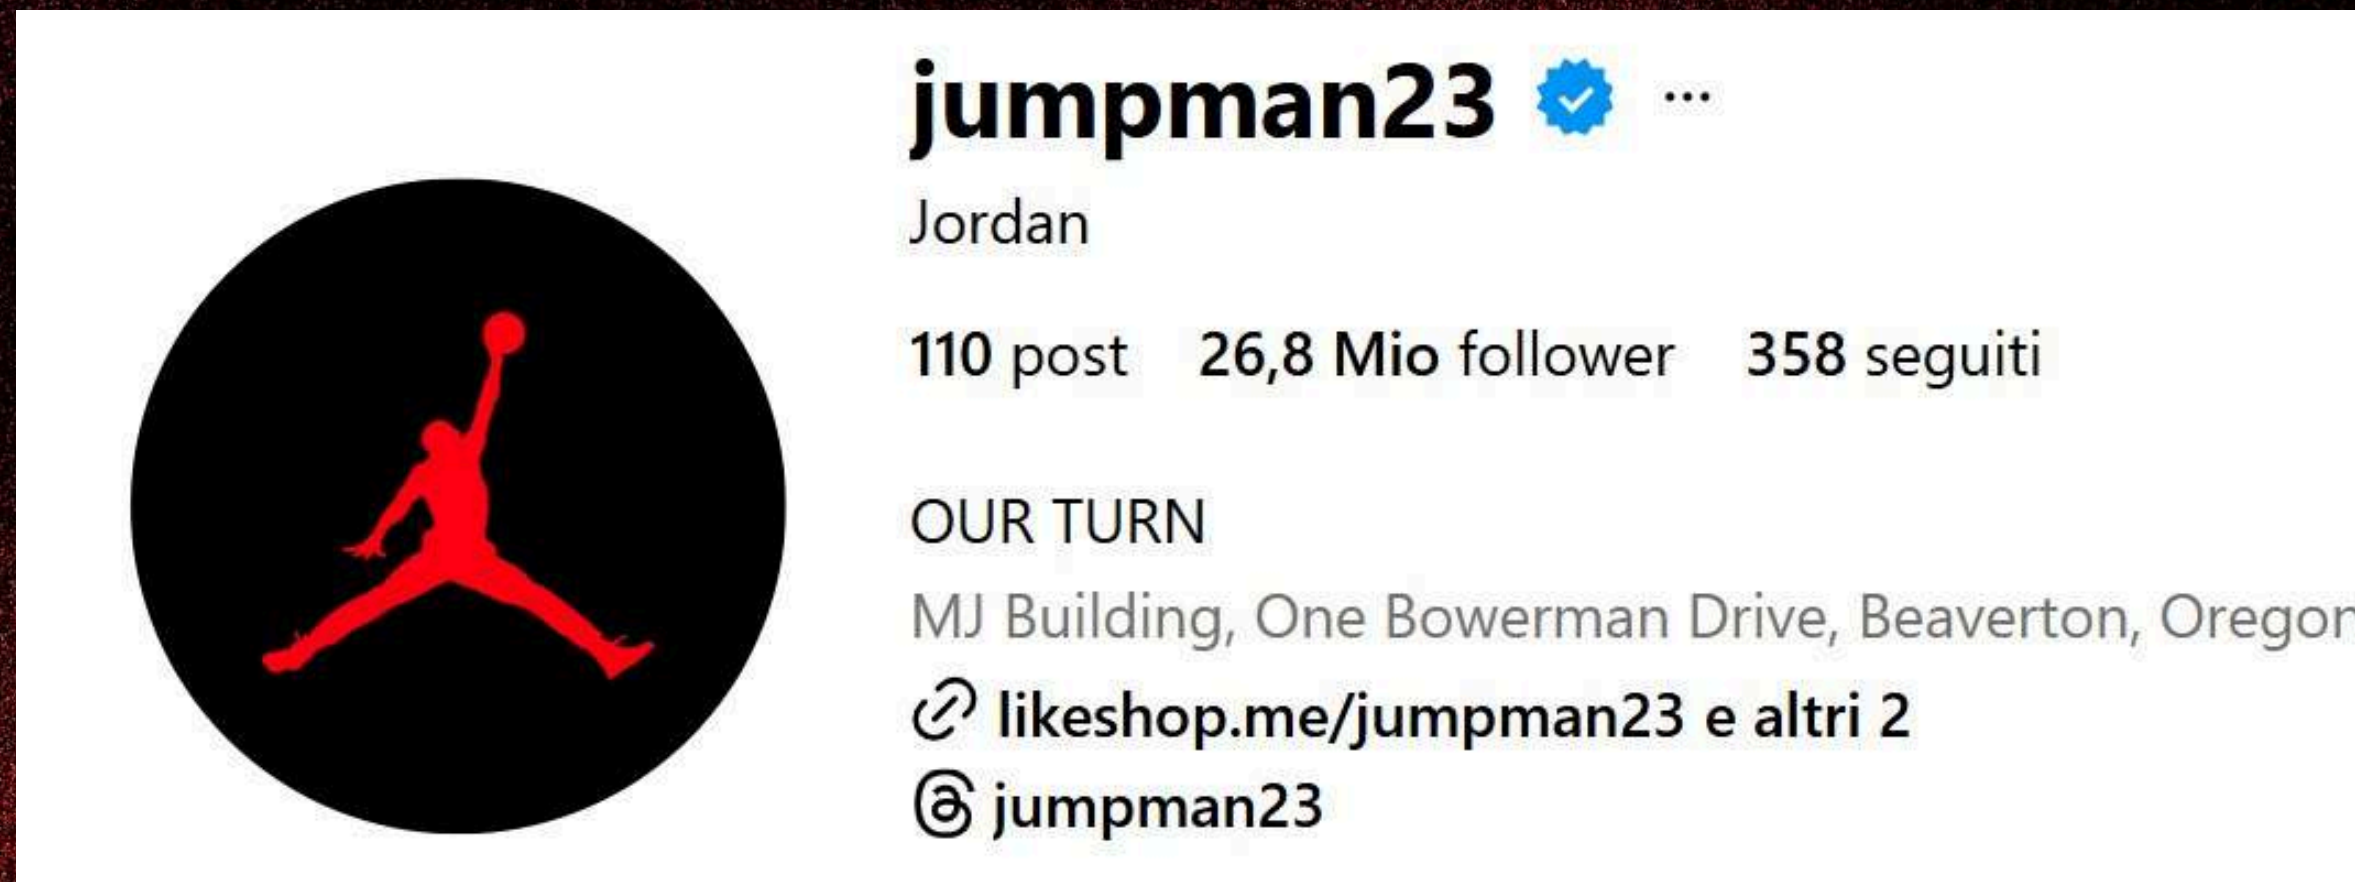 jumpman23
Jordan
110 post 26,8 Mio follower 358 seguiti
OUR TURN
MJ Building, One Bowerman Drive, Beaverton, Oregon
likeshop.me/jumpman23 e altri 2
jumpman23